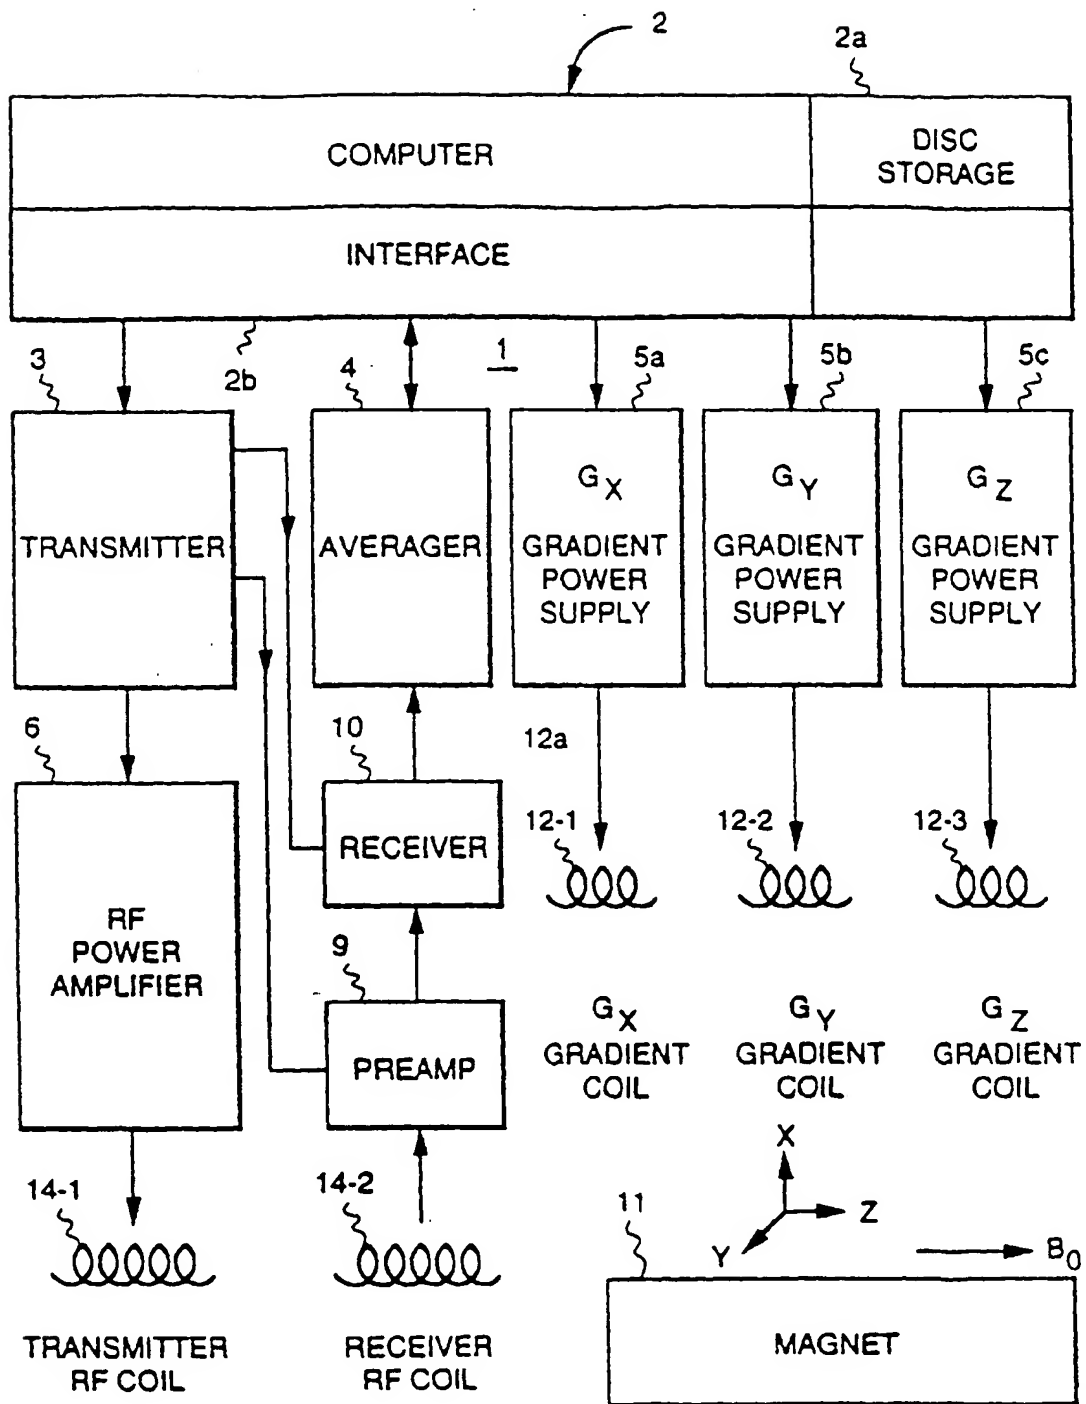 2
2a
COMPUTER
DISC
STORAGE
INTERFACE
3
2b
4
1
5a
5b
5c
TRANSMITTER
AVERAGER
GX
GRADIENT
POWER
SUPPLY
GY
GRADIENT
POWER
SUPPLY
GZ
GRADIENT
POWER
SUPPLY
6
10
12a
RECEIVER
12-1
12-2
12-3
RF
POWER
AMPLIFIER
9
PREAMP
GX
GRADIENT
COIL
GY
GRADIENT
COIL
GZ
GRADIENT
COIL
14-1
14-2
11
X
Z
Y
B0
TRANSMITTER
RF COIL
RECEIVER
RF COIL
MAGNET